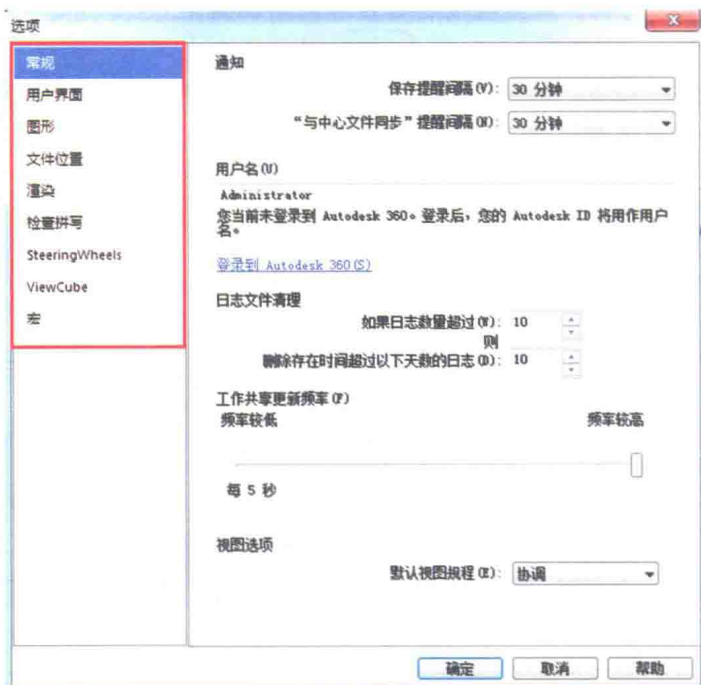 选项
常规
用户界面
图形
文件位置
渲染
检查拼写
SteeringWheels
ViewCube
宏
通知
保存提醒间隔(V): 30 分钟
“与中心文件同步”提醒间隔(N): 30 分钟
用户名(U)
Administrator
您当前未登录到 Autodesk 360。登录后，您的 Autodesk ID 将用作用户
名。
登录到 Autodesk 360(S)
日志文件清理
如果日志数量超过(W): 10
则
删除存在时间超过以下天数的日志(D): 10
工作共享更新频率(F)
频率较低 频率较高
每 5 秒
视图选项
默认视图规程(E): 协调
确定 取消 帮助